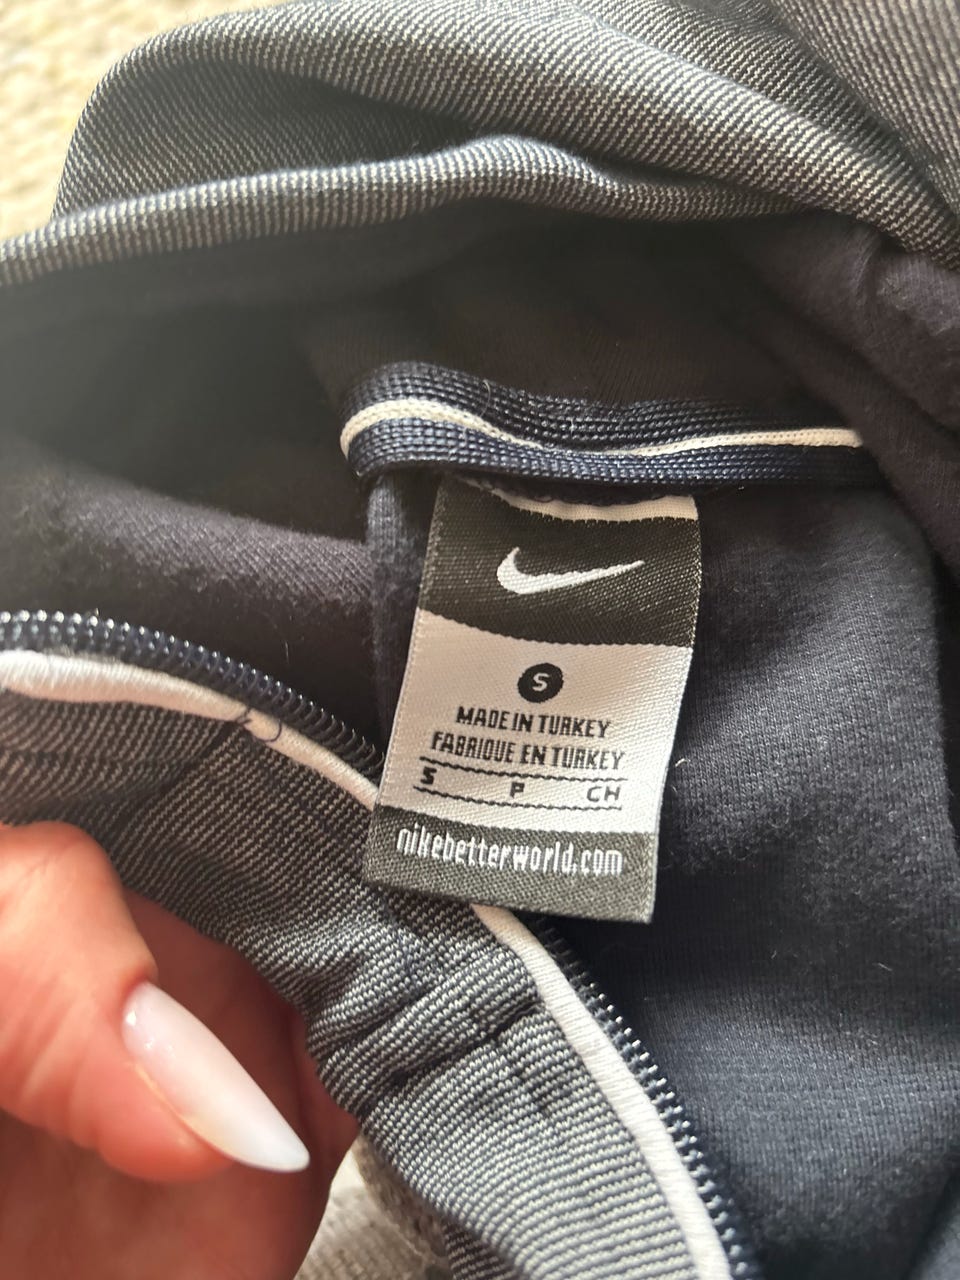 S
MADE IN TURKEY
FABRIQUE EN TURKEY
S P CH
nikebetterworld.com